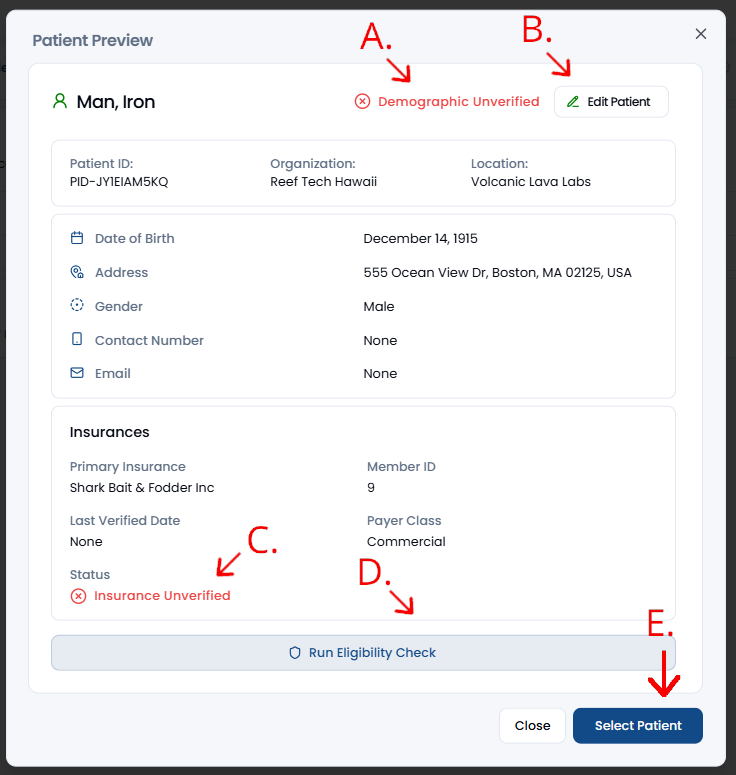 Patient Preview
A.
B.
Man, Iron
Demographic Unverified
Edit Patient
Patient ID:
Organization:
Location:
PID-JY1EIAM5KQ
Reef Tech Hawaii
Volcanic Lava Labs
Date of Birth
December 14, 1915
Address
555 Ocean View Dr, Boston, MA 02125, USA
Gender
Male
Contact Number
None
Email
None
Insurances
Primary Insurance
Member ID
Shark Bait & Fodder Inc
9
Last Verified Date
Payer Class
None
Commercial
C.
Status
D.
Insurance Unverified
E.
Run Eligibility Check
Close
Select Patient